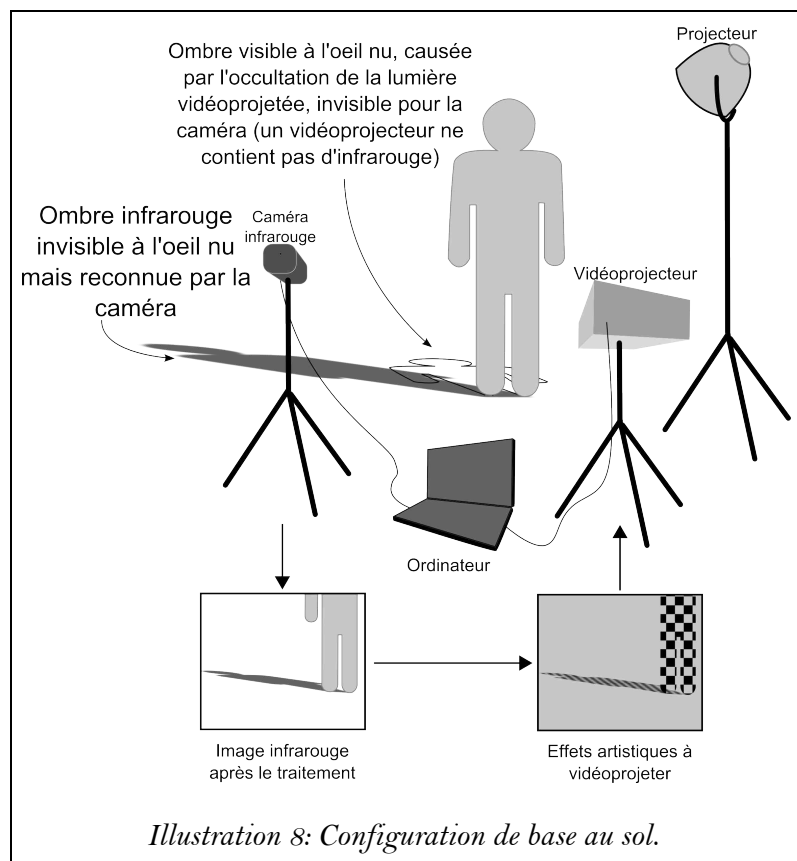 Projecteur
Ombre visible à l'oeil nu, causée
par l'occultation de la lumière
vidéoprojetée, invisible pour la
caméra (un vidéoprojecteur ne
contient pas d'infrarouge)
Ombre infrarouge
invisible à l'oeil nu
mais reconnue par la
caméra
Caméra
infrarouge
Vidéoprojecteur
Ordinateur
Image infrarouge
après le traitement
Effets artistiques à
vidéoprojeter
Illustration 8: Configuration de base au sol.